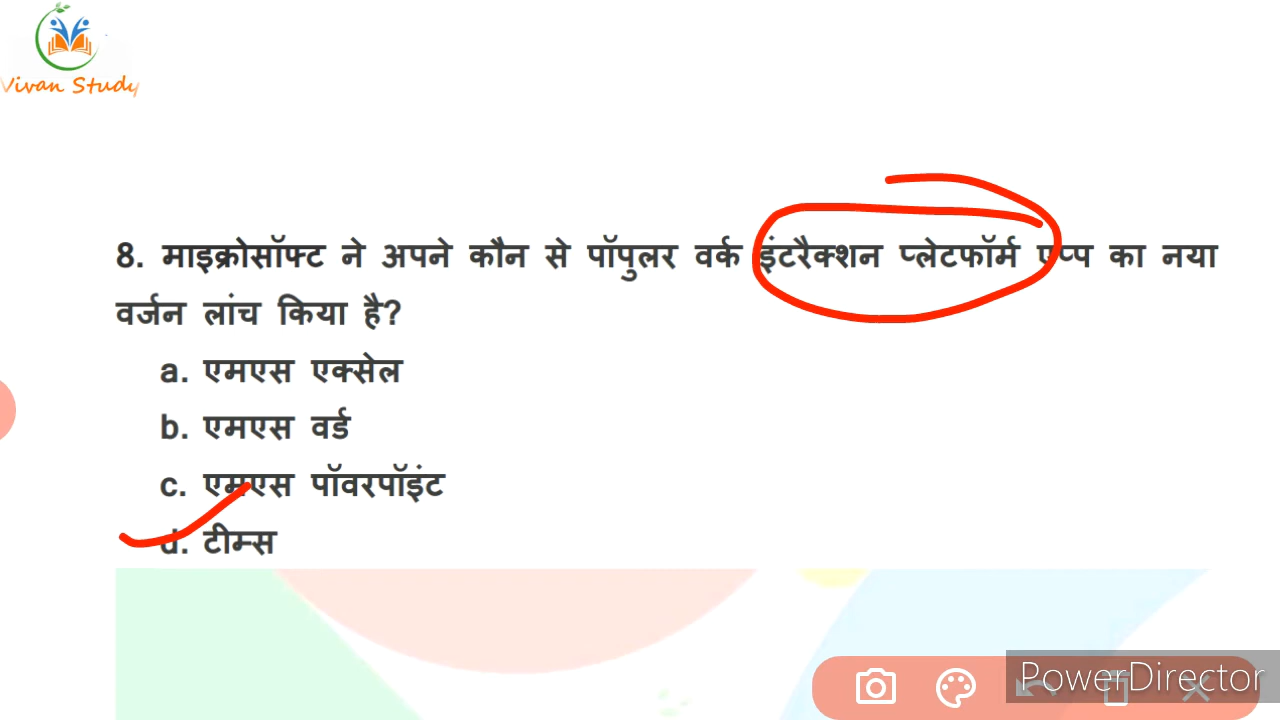 Vivan Study
8. माइक्रोसॉफ्ट ने अपने कौन से पॉपुलर वर्क इंटरैक्शन प्लेटफॉर्म एप्प का नया
वर्जन लांच किया है?
a. एमएस एक्सेल
b. एमएस वर्ड
c. एमएस पॉवरपॉइंट
d. टीम्स
PowerDirector